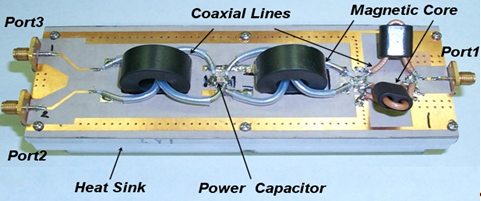 Port3
Coaxial Lines
Magnetic Core
Port1
Port2
Heat Sink
Power Capacitor